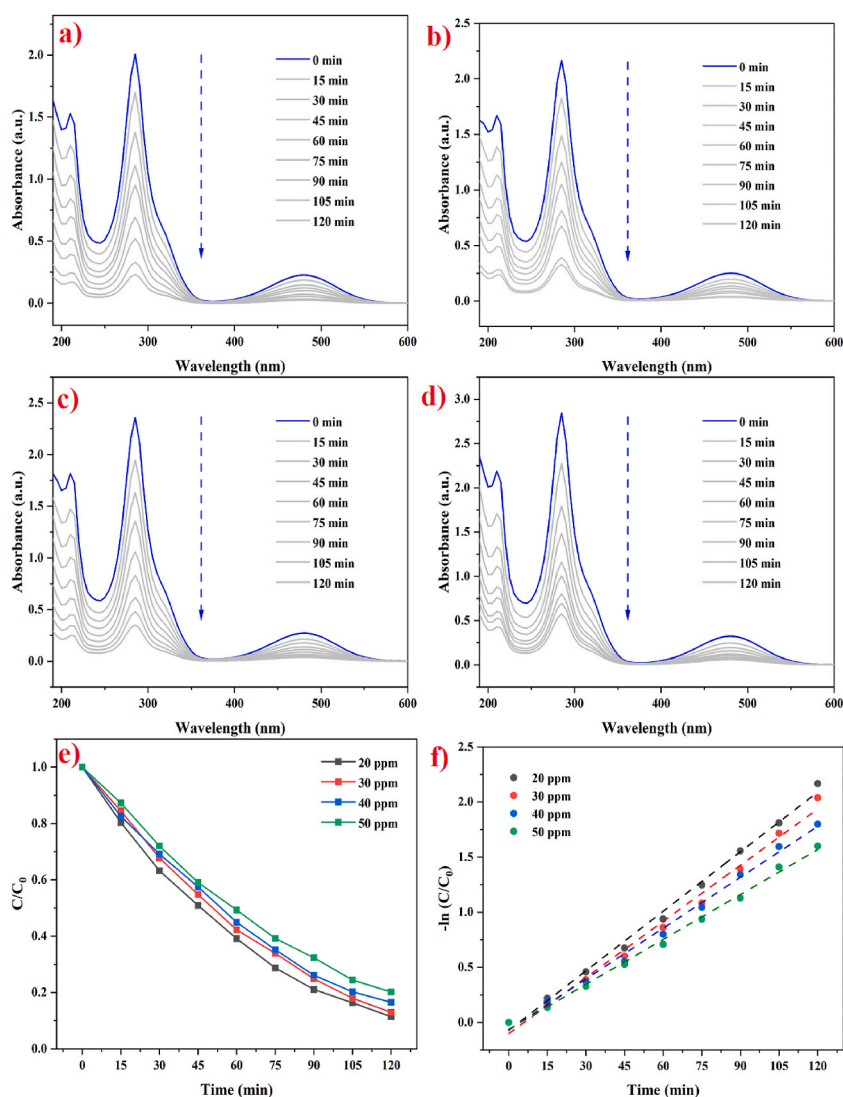 a)
2.0
1.5
1.0
0.5
0.0
Absorbance (a.u.)
0 min
15 min
30 min
45 min
60 min
75 min
90 min
105 min
120 min
200 300 400 500 600
Wavelength (nm)
b)
2.5
2.0
1.5
1.0
0.5
0.0
Absorbance (a.u.)
0 min
15 min
30 min
45 min
60 min
75 min
90 min
105 min
120 min
200 300 400 500 600
Wavelength (nm)
c)
2.5
2.0
1.5
1.0
0.5
0.0
Absorbance (a.u.)
0 min
15 min
30 min
45 min
60 min
75 min
90 min
105 min
120 min
200 300 400 500 600
Wavelength (nm)
d)
3.0
2.5
2.0
1.5
1.0
0.5
0.0
Absorbance (a.u.)
0 min
15 min
30 min
45 min
60 min
75 min
90 min
105 min
120 min
200 300 400 500 600
Wavelength (nm)
e)
1.0
0.8
0.6
0.4
0.2
0.0
C/C0
20 ppm
30 ppm
40 ppm
50 ppm
0 15 30 45 60 75 90 105 120
Time (min)
f)
2.5
2.0
1.5
1.0
0.5
0.0
-ln (C/C0)
20 ppm
30 ppm
40 ppm
50 ppm
0 15 30 45 60 75 90 105 120
Time (min)